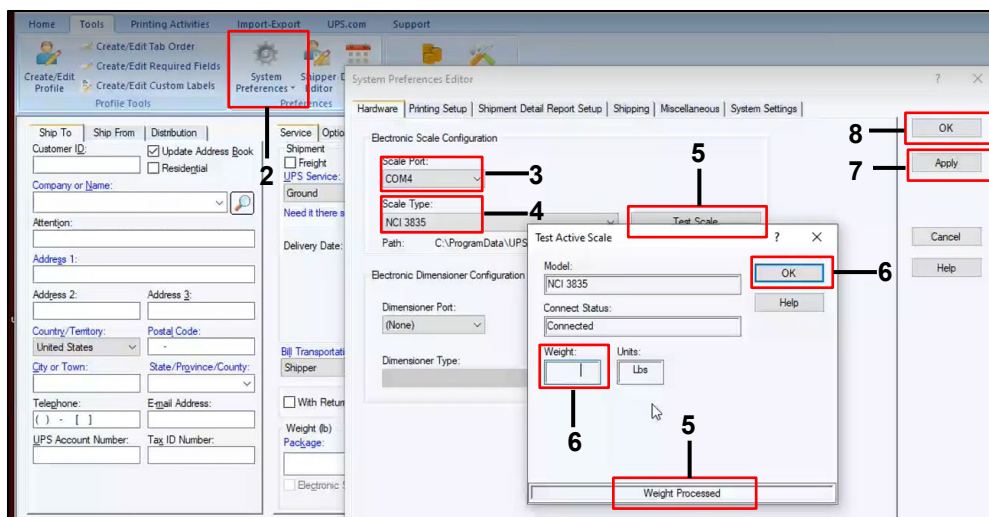 Home Tools Printing Activities Import-Export UPS.com Support
Create/Edit Profile
Create/Edit Tab Order
Create/Edit Required Fields
Create/Edit Custom Labels
Profile Tools
System Preferences
Shipper
Editor
Preferences
2
Ship To Ship From Distribution
Customer ID:
Update Address Book
Residential
Company or Name:
Attention:
Address 1:
Address 2: Address 3:
Country/Territory: Postal Code:
United States -
City or Town: State/Province/County:
Telephone: E-mail Address:
( ) - [ ]
UPS Account Number: Tax ID Number:
Service Optio
Shipment
Freight
UPS Service:
Ground
Need it there s
Delivery Date:
Bill Transportati
Shipper
With Retur
Weight (lb)
Package:
Electronic S
System Preferences Editor ? X
Hardware Printing Setup Shipment Detail Report Setup Shipping Miscellaneous System Settings
Electronic Scale Configuration
Scale Port:
COM4
3
Scale Type:
NCI 3835
4
5
Test Scale
Path: C:\ProgramData\UPS
Electronic Dimensioner Configuration
Dimensioner Port:
(None)
Dimensioner Type:
8
OK
7
Apply
Cancel
Help
Test Active Scale ? X
Model:
NCI 3835
OK
6
Connect Status:
Help
Connected
Weight: Units:
Lbs
6
5
Weight Processed